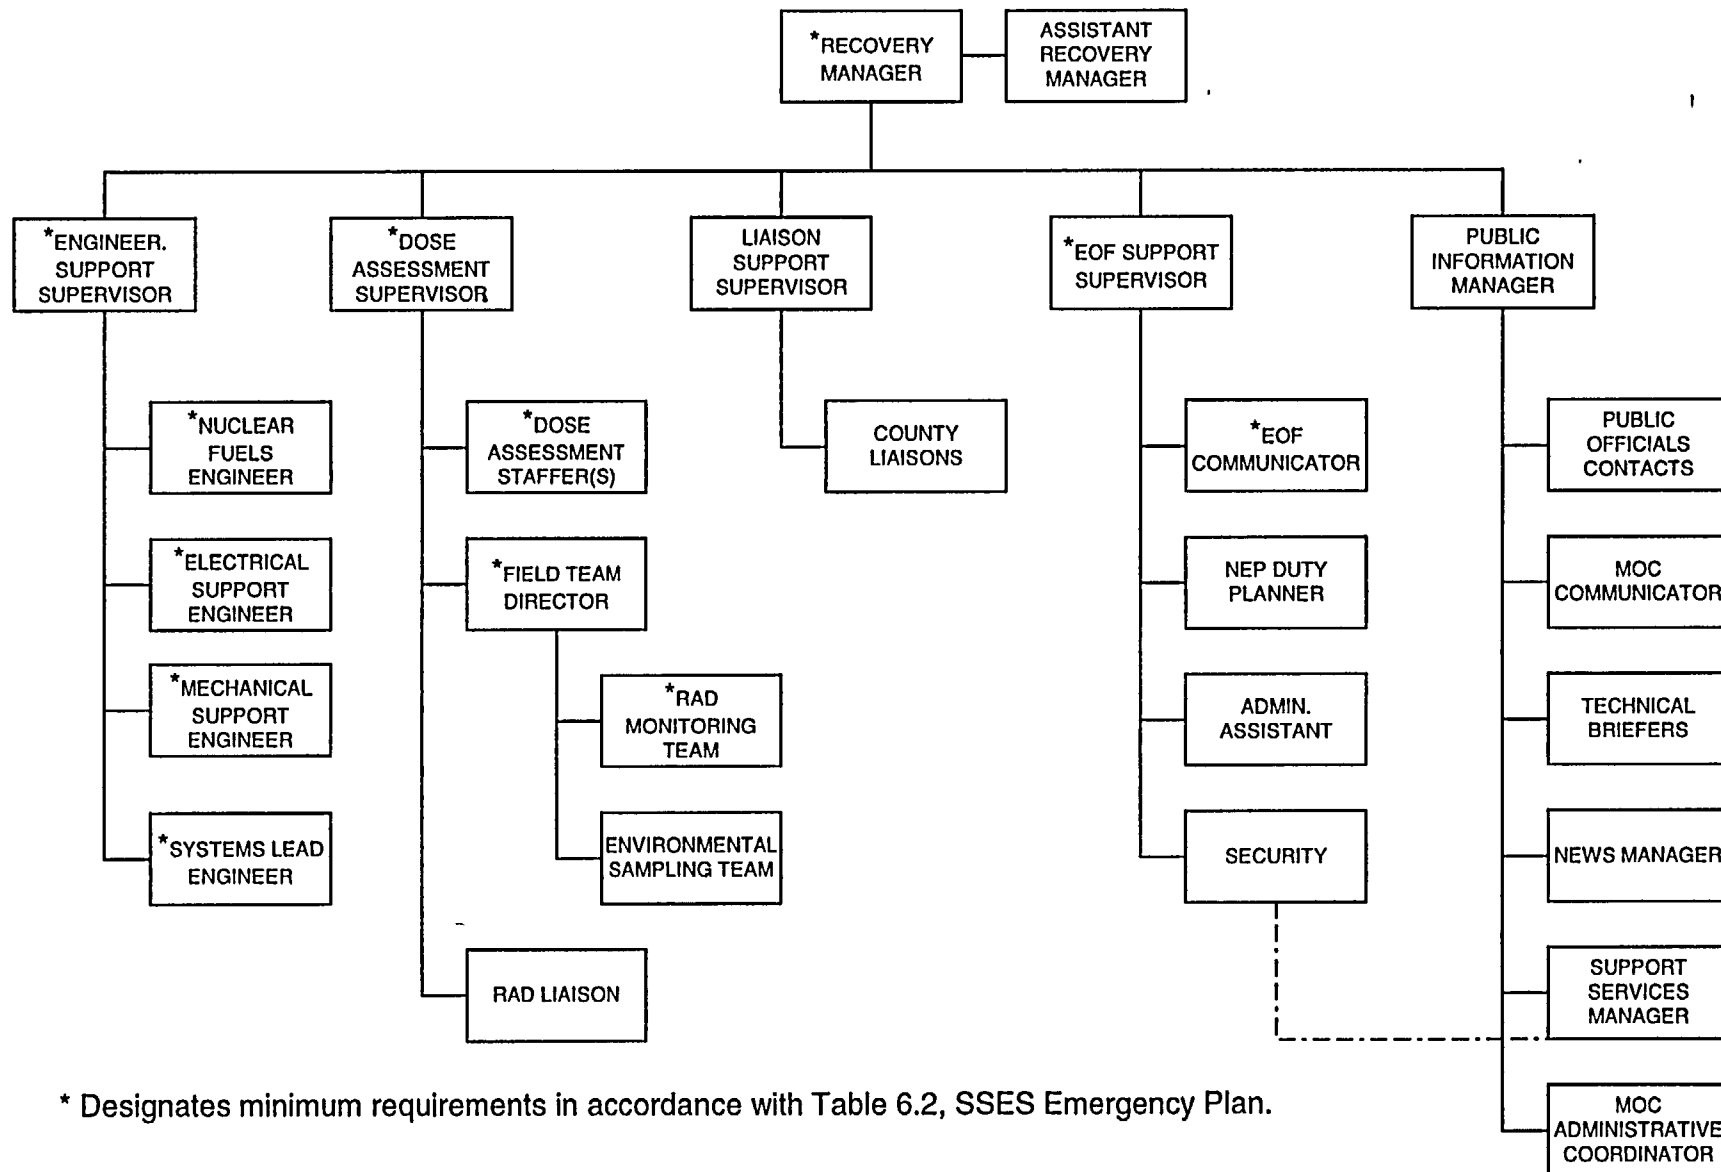 *RECOVERY
MANAGER
ASSISTANT
RECOVERY
MANAGER
*ENGINEER.
SUPPORT
SUPERVISOR
*DOSE
ASSESSMENT
SUPERVISOR
LIAISON
SUPPORT
SUPERVISOR
*EOF SUPPORT
SUPERVISOR
PUBLIC
INFORMATION
MANAGER
*NUCLEAR
FUELS
ENGINEER
*ELECTRICAL
SUPPORT
ENGINEER
*MECHANICAL
SUPPORT
ENGINEER
*SYSTEMS LEAD
ENGINEER
*DOSE
ASSESSMENT
STAFFER(S)
*FIELD TEAM
DIRECTOR
*RAD
MONITORING
TEAM
ENVIRONMENTAL
SAMPLING TEAM
RAD LIAISON
COUNTY
LIAISONS
*EOF
COMMUNICATOR
NEP DUTY
PLANNER
ADMIN.
ASSISTANT
SECURITY
PUBLIC
OFFICIALS
CONTACTS
MOC
COMMUNICATOR
TECHNICAL
BRIEFERS
NEWS MANAGER
SUPPORT
SERVICES
MANAGER
MOC
ADMINISTRATIVE
COORDINATOR
* Designates minimum requirements in accordance with Table 6.2, SSES Emergency Plan.